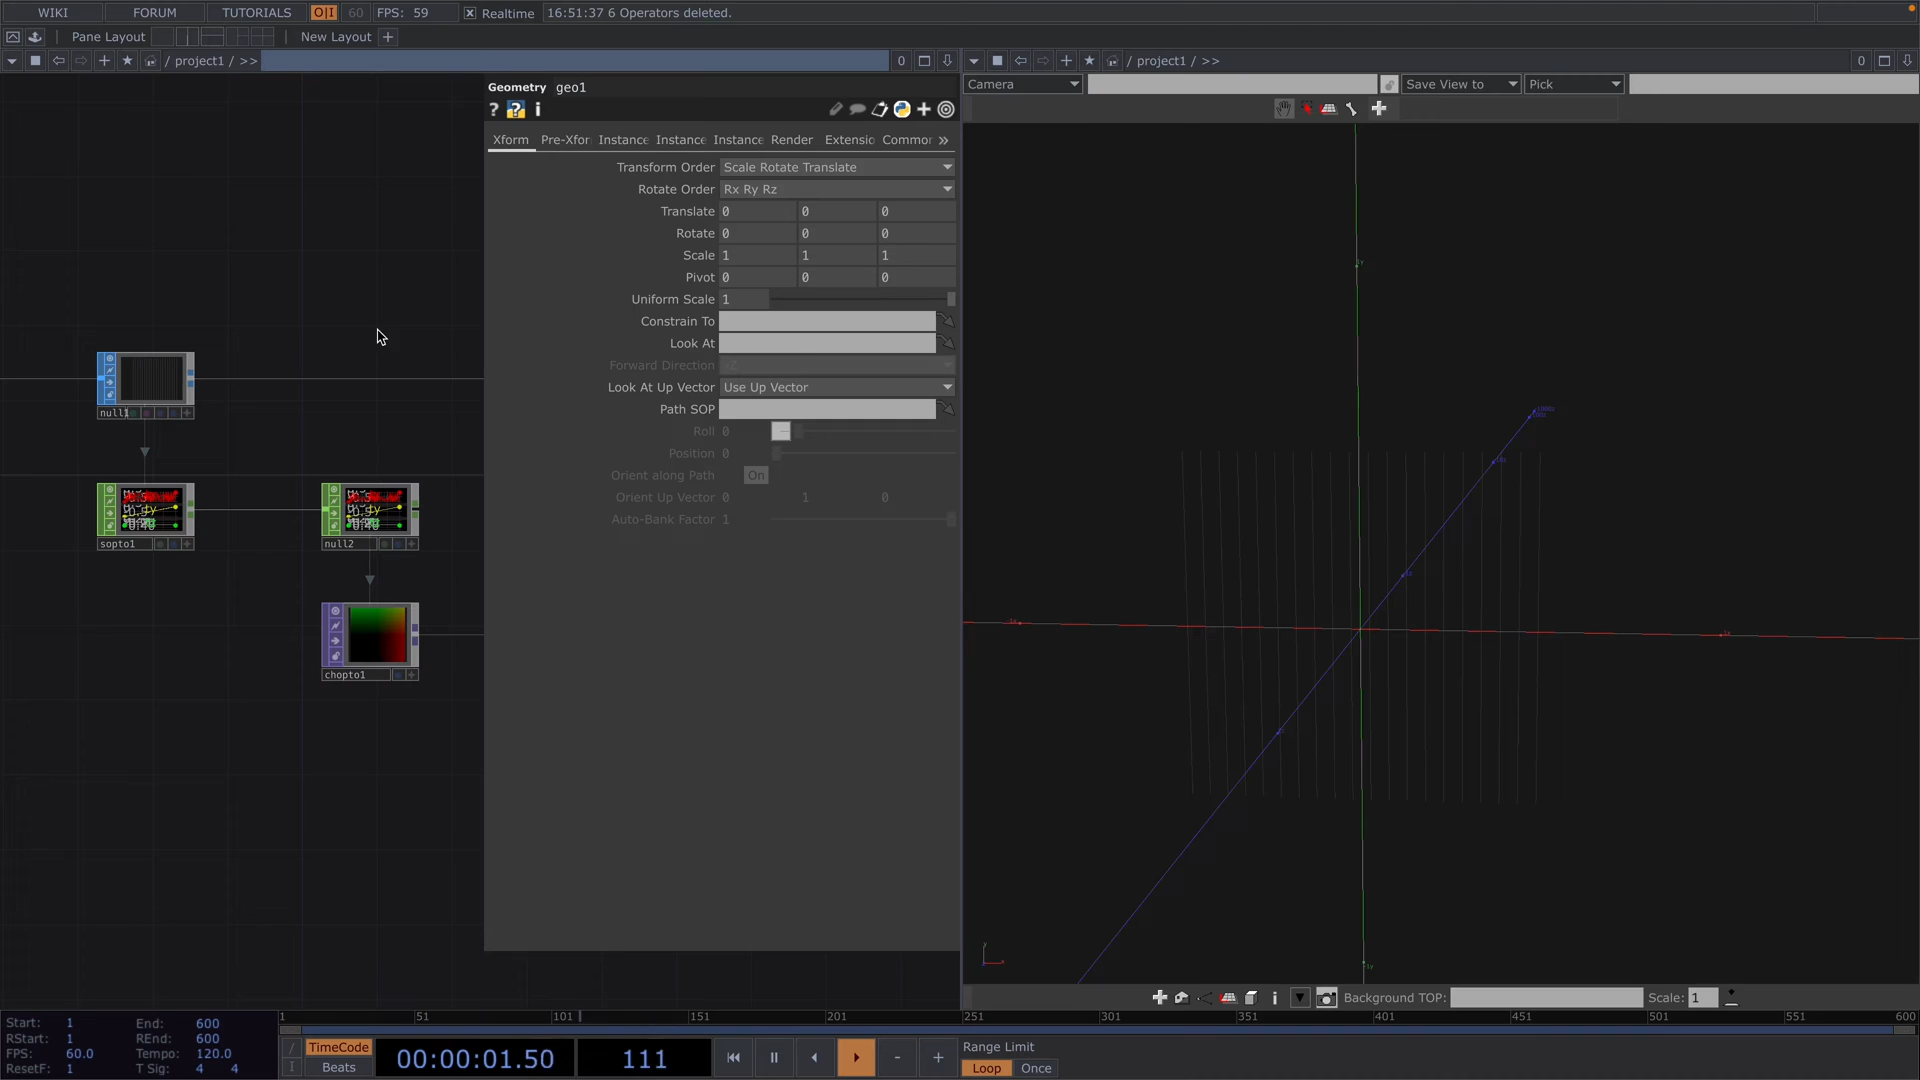 WIKI FORUM TUTORIALS O|I 60 FPS: 59 Realtime 16:51:37 6 Operators deleted.
Pane Layout New Layout
/ project1 / >> 0
/ project1 / >> 0
Camera Save View to Pick
Geometry geo1
Xform Pre-Xfor Instance Instance Instance Render Extensio Commor
Transform Order Scale Rotate Translate
Rotate Order Rx Ry Rz
Translate 0 0 0
Rotate 0 0 0
Scale 1 1 1
Pivot 0 0 0
Uniform Scale 1
Constrain To
Look At
Forward Direction -Z
Look At Up Vector Use Up Vector
Path SOP
Roll 0
Position 0
Orient along Path On
Orient Up Vector 0 1 0
Auto-Bank Factor 1
null1
sopto1
null2
chopto1
Background TOP: Scale: 1
Start: 1 End: 600
RStart: 1 REnd: 600
FPS: 60.0 Tempo: 120.0
ResetF: 1 T Sig: 4 4
1 51 101 151 201 251 301 351 401 451 501 551 600
TimeCode
Beats
00:00:01.50 111
Range Limit
Loop Once